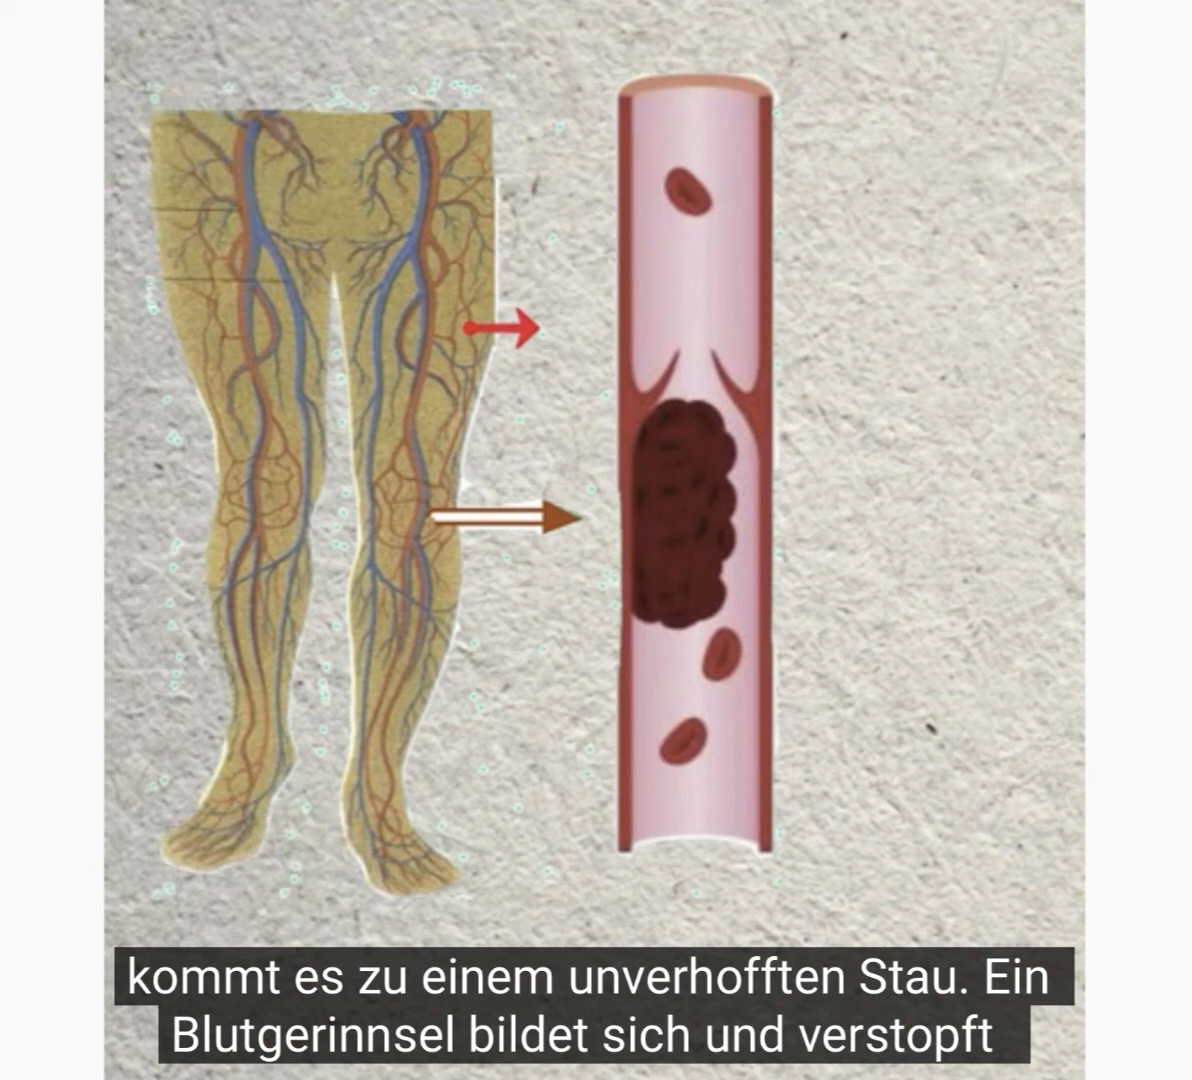 kommt es zu einem unverhofften Stau. Ein
Blutgerinnsel bildet sich und verstopft